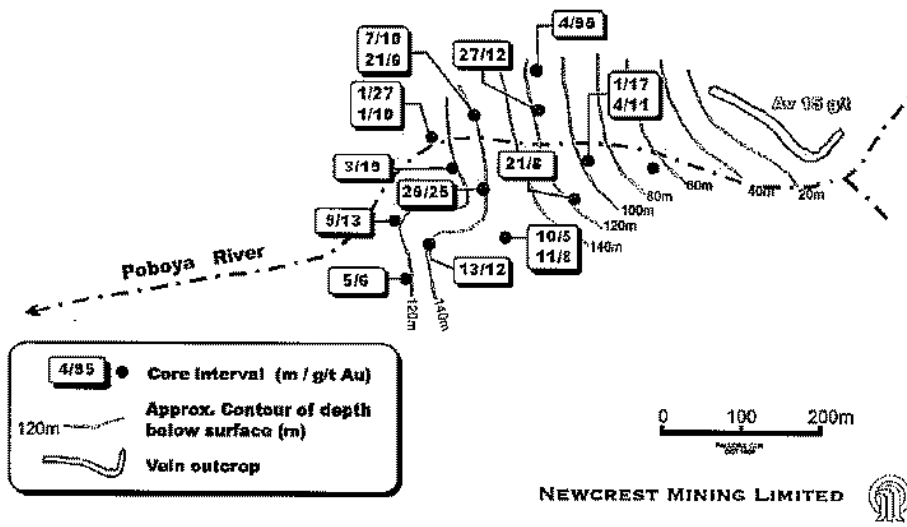 4/95
7/10
21/6
27/12
1/17
4/11
Av 15 g/t
1/27
1/10
3/19
21/8
29/25
9/13
10/5
11/8
13/12
5/6
Poboya River
20m
40m
60m
80m
100m
120m
140m
120m
140m
4/95 Core Interval (m / g/t Au)
120m Approx. Contour of depth
below surface (m)
Vein outcrop
0 100 200m
NEWCREST MINING LIMITED